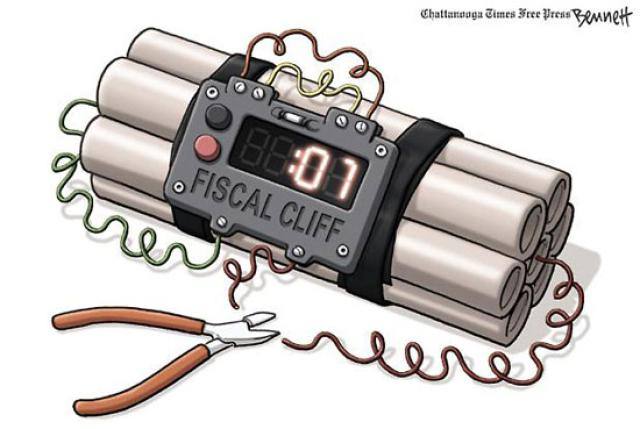 Chattanooga Times Free Press Bennett
:01
FISCAL CLIFF